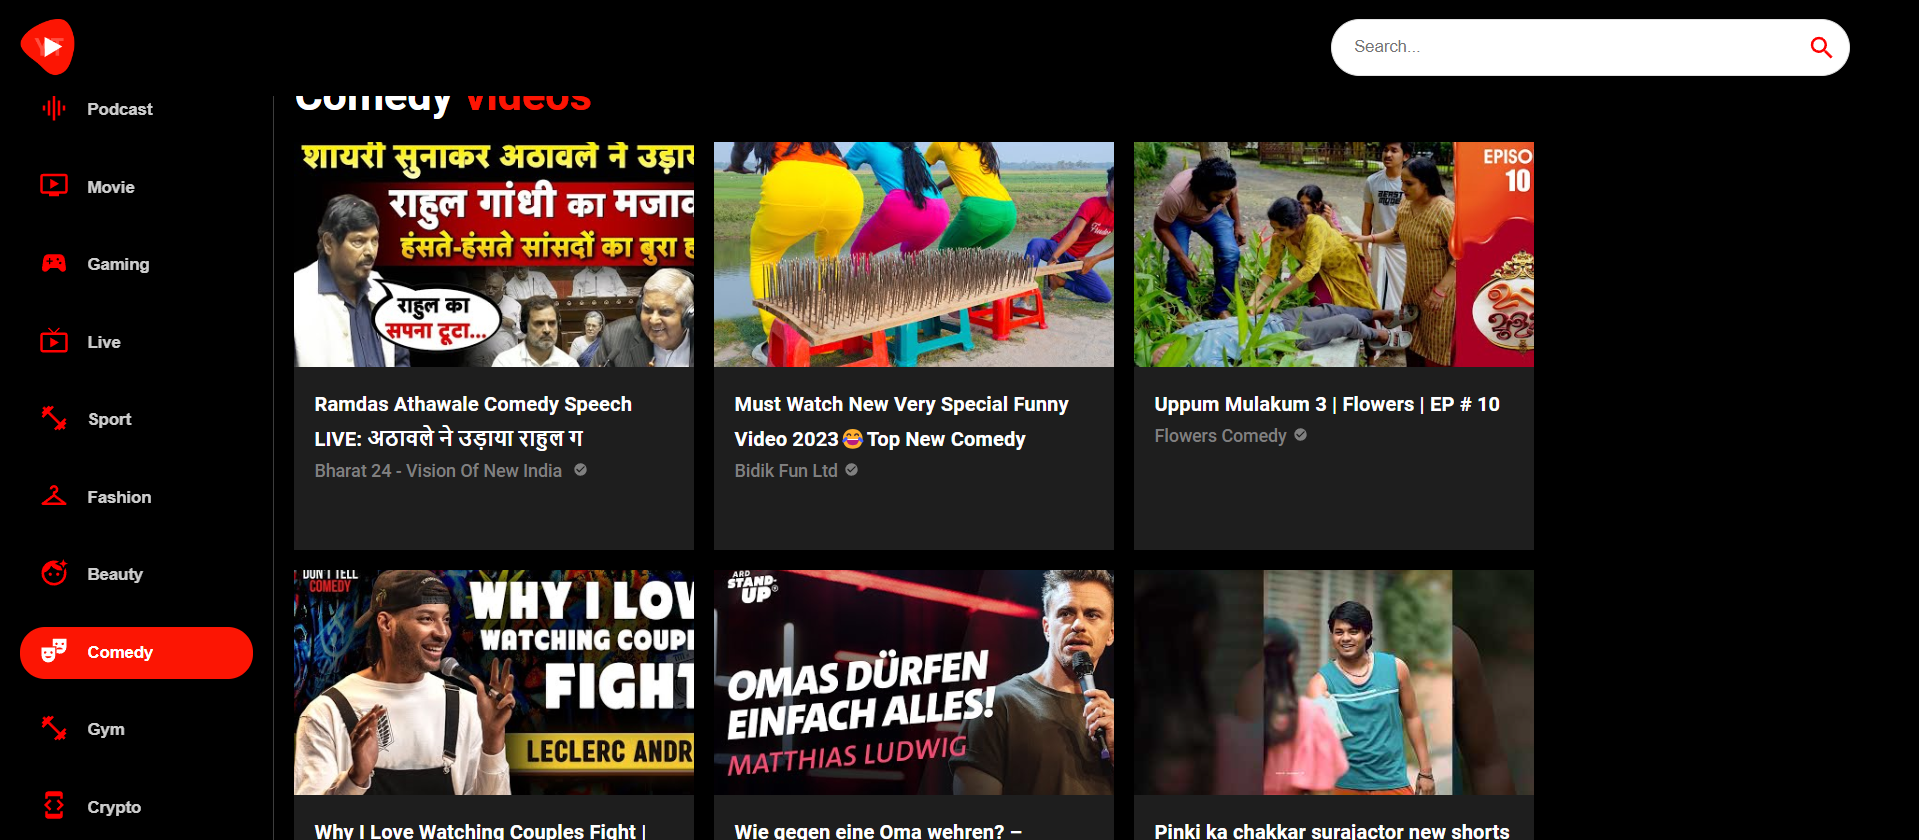 YT
Search...
Podcast
Movie
Gaming
Live
Sport
Fashion
Beauty
Comedy
Gym
Crypto
Comedy Videos
शायरी सुनाकर अठावले ने उड़ाय
राहुल गांधी का मजाक
हंसते-हंसते सांसदों का बुरा ह
राहुल का
सपना टूटा...
Ramdas Athawale Comedy Speech
LIVE: अठावले ने उड़ाया राहुल ग
Bharat 24 - Vision Of New India
Must Watch New Very Special Funny
Video 2023😂Top New Comedy
Bidik Fun Ltd
EPISO
10
BEAST
MODE
Uppum Mulakum 3 | Flowers | EP # 10
Flowers Comedy
DON'T TELL
COMEDY
WHY I LOV
WATCHING COUPL
FIGHT
LECLERC ANDR
Why I Love Watching Couples Fight |
ARD
STAND-
UP
OMAS DÜRFEN
EINFACH ALLES!
MATTHIAS LUDWIG
Wie gegen eine Oma wehren? –
Pinki ka chakkar surajactor new shorts